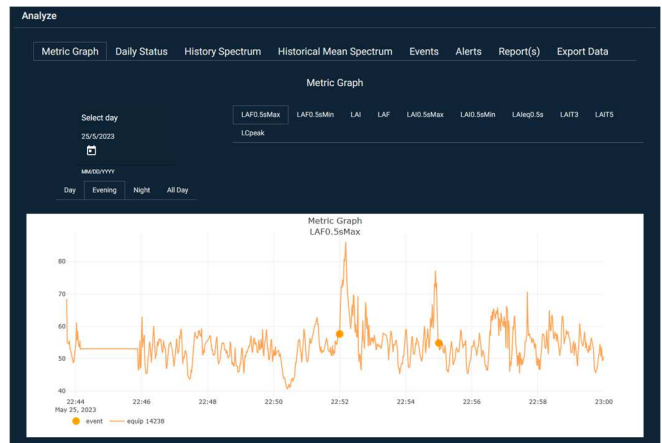 Analyze
Metric Graph Daily Status History Spectrum Historical Mean Spectrum Events Alerts Report(s) Export Data
Metric Graph
Select day
25/5/2023
MM/DD/YYYY
Day Evening Night All Day
LAF0.5sMax LAF0.5sMin LAI LAF LAI0.5sMax LAI0.5sMin LAIeq0.5s LAIT3 LAIT5
LCpeak
Metric Graph
LAF0.5sMax
80
70
60
50
40
22:44 22:46 22:48 22:50 22:52 22:54 22:56 22:58 23:00
May 25, 2023
event equip 14238